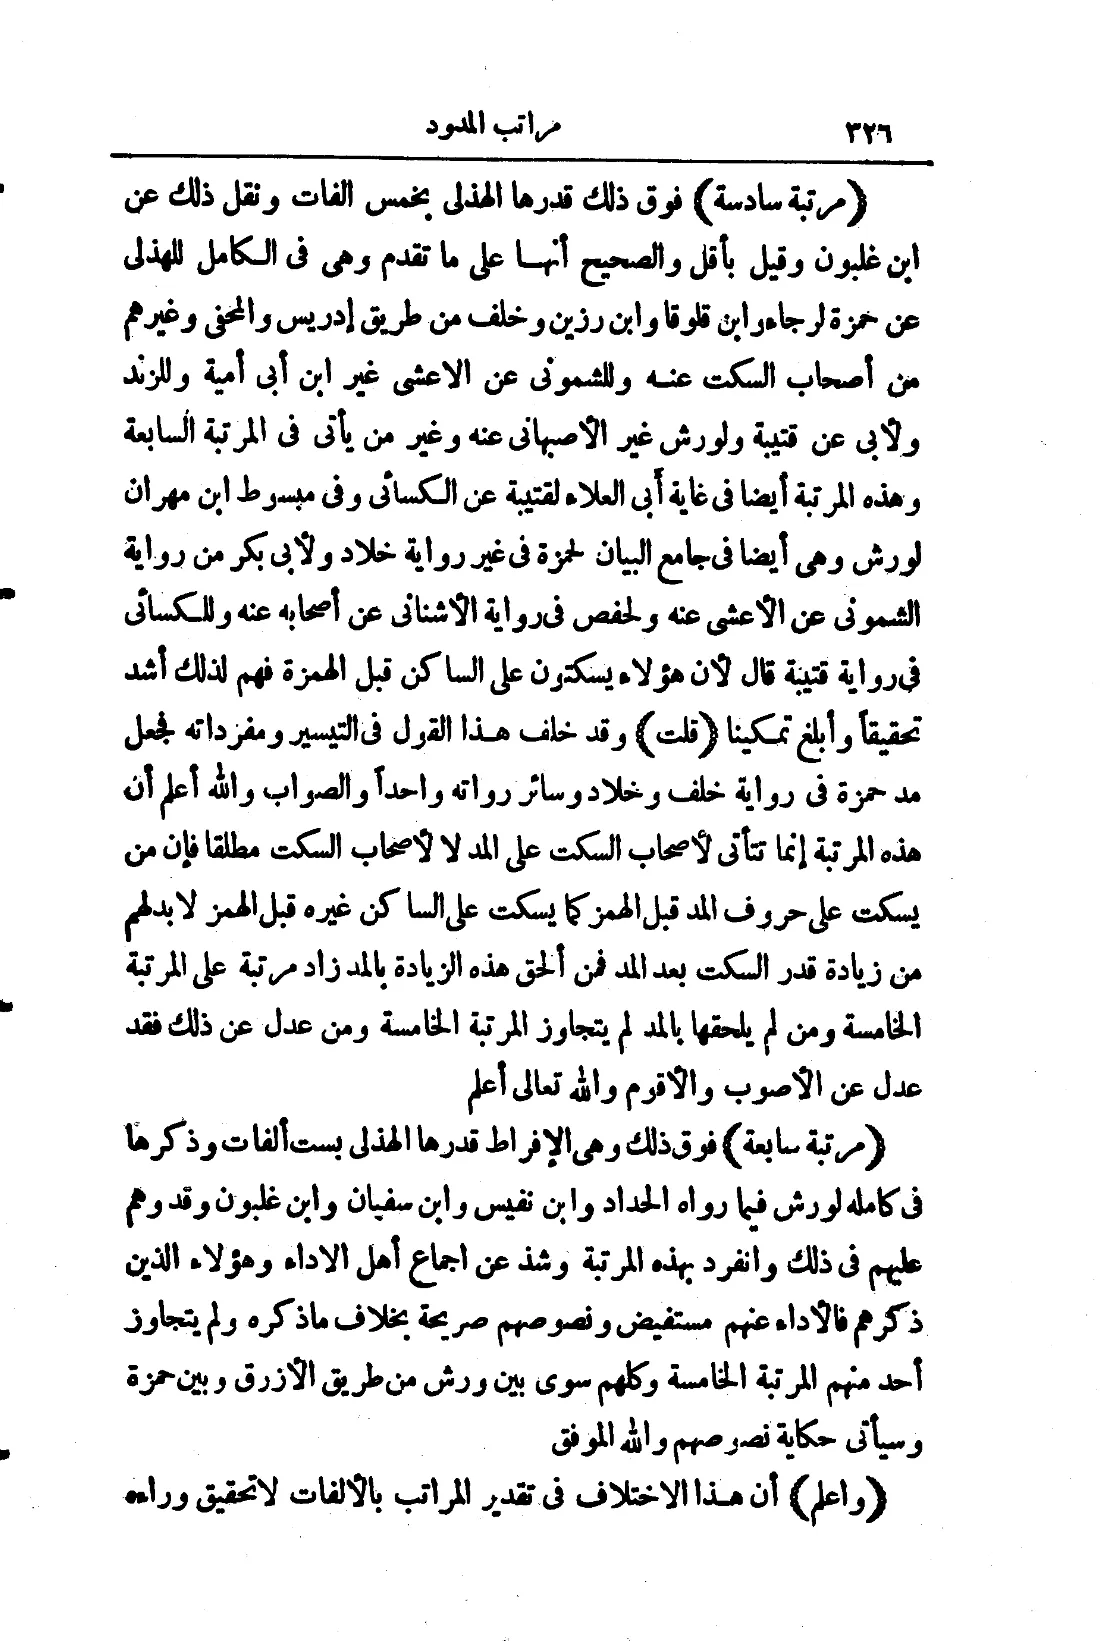 ٣٢٦ مراتب المدود
(مرتبة سادسة) فوق ذلك قدرها الهذلى بخمس الفات ونقل ذلك عن
ابن غلبون وقيل بأقل والصحيح أنهـا على ما تقدم وهى فى الـكامل للهذلى
عن حمزة لرجاء وابن قلوقا وابن رزين وخلف من طريق إدريس والمحفى وغيرهم
من أصحاب السكت عنـه وللشمونى عن الاعشى غير ابن أبى أمية وللزند
ولأبى عن قتيبة ولورش غير الأصبهانى عنه وغير من يأتى فى المرتبة السابعة
وهذه المرتبة أيضا فى غاية أبى العلاء لقتيبة عن الـكسائى وفى مبسوط ابن مهران
لورش وهى أيضا فى جامع البيان لحمزة فى غير رواية خلاد ولأبى بكر من رواية
الشمونى عن الأعشى عنه ولحفص فى رواية الأشنانى عن أصحابه عنه وللـكسائى
فى رواية قتيبة قال لأن هؤلاء يسكتون على الساكن قبل الهمزة فهم لذلك أشد
تحقيقاً وأبلغ تمـكينا (قلت) وقد خلف هـذا القول فى التيسير ومفرداته فجعل
مد حمزة فى رواية خلف وخلاد وسائر رواته واحداً والصواب والله أعلم أن
هذه المرتبة إنما تتأتى لأصحاب السكت على المد لا لأصحاب السكت مطلقا فإن من
يسكت على حروف المد قبل الهمز كما يسكت على الساكن غيره قبل الهمز لا بد لهم
من زيادة قدر السكت بعد المد فمن ألحق هذه الزيادة بالمد زاد مرتبة على المرتبة
الخامسة ومن لم يلحقها بالمد لم يتجاوز المرتبة الخامسة ومن عدل عن ذلك فقد
عدل عن الأصوب والأقوم والله تعالى أعلم
(مرتبة سابعة) فوق ذلك وهى الإفراط قدرها الهذلى بست ألفات وذكرها
فى كامله لورش فيما رواه الحداد وابن نفيس وابن سفيان وابن غلبون وقد وهم
عليهم فى ذلك وانفرد بهذه المرتبة وشذ عن اجماع أهل الاداء وهؤلاء الذين
ذكرهم فالأداء عنهم مستفيض ونصوصهم صريحة بخلاف ماذكره ولم يتجاوز
أحد منهم المرتبة الخامسة وكلهم سوى بين ورش من طريق الأزرق وبين حمزة
وسيأتى حكاية نصوصهم والله الموفق
(واعلم) أن هـذا الاختلاف فى تقدير المراتب بالألفات لاتحقيق وراءه